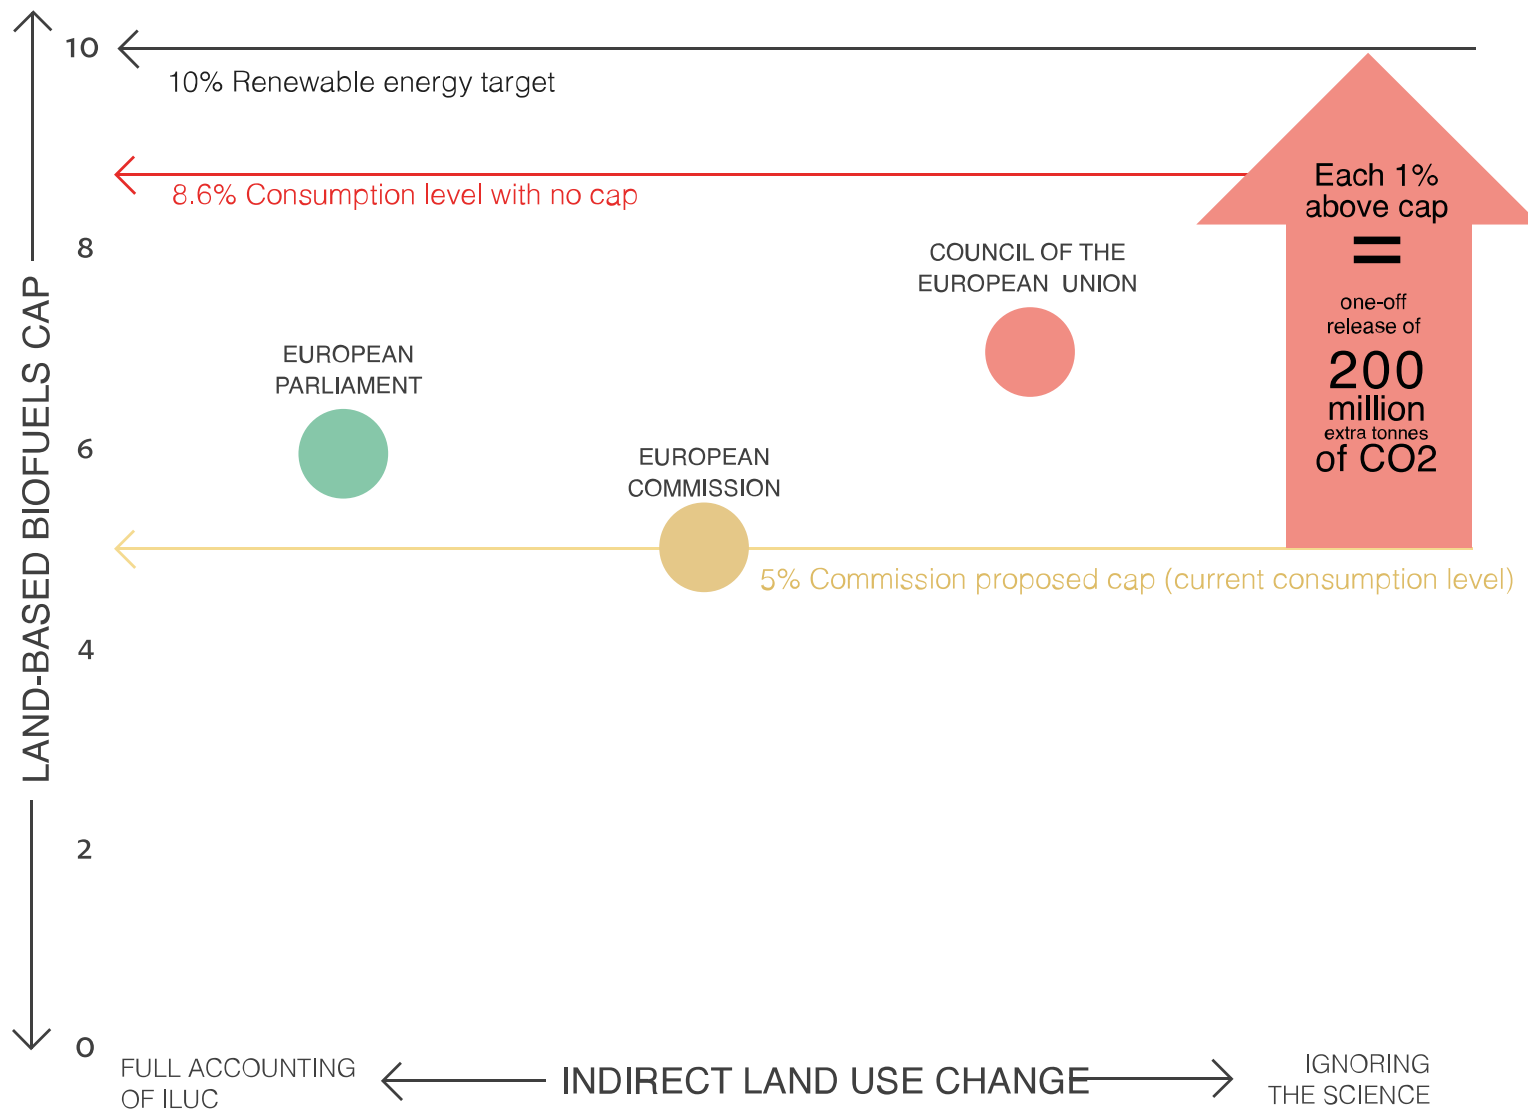 10
10% Renewable energy target
8.6% Consumption level with no cap
Each 1%
above cap
=
one-off
release of
200
million
extra tonnes
of CO2
8
COUNCIL OF THE
EUROPEAN UNION
EUROPEAN
PARLIAMENT
6
EUROPEAN
COMMISSION
5% Commission proposed cap (current consumption level)
LAND-BASED BIOFUELS CAP
4
2
0
FULL ACCOUNTING
OF ILUC
INDIRECT LAND USE CHANGE
IGNORING
THE SCIENCE